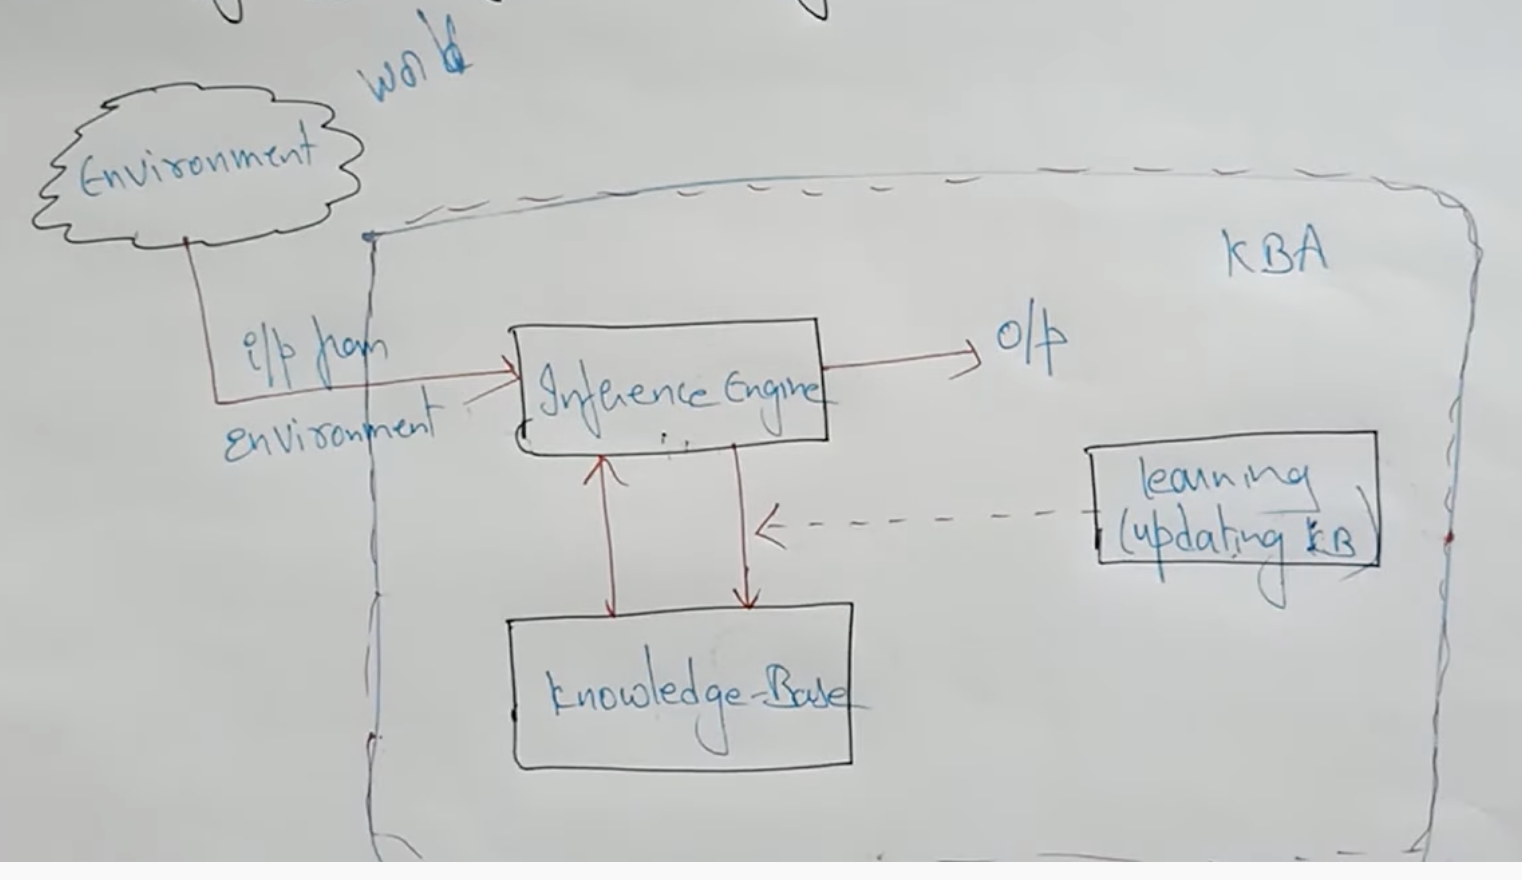 World
Environment
KBA
i/p from
Environment
Inference Engine
o/p
learning
(updating KB)
Knowledge-Base